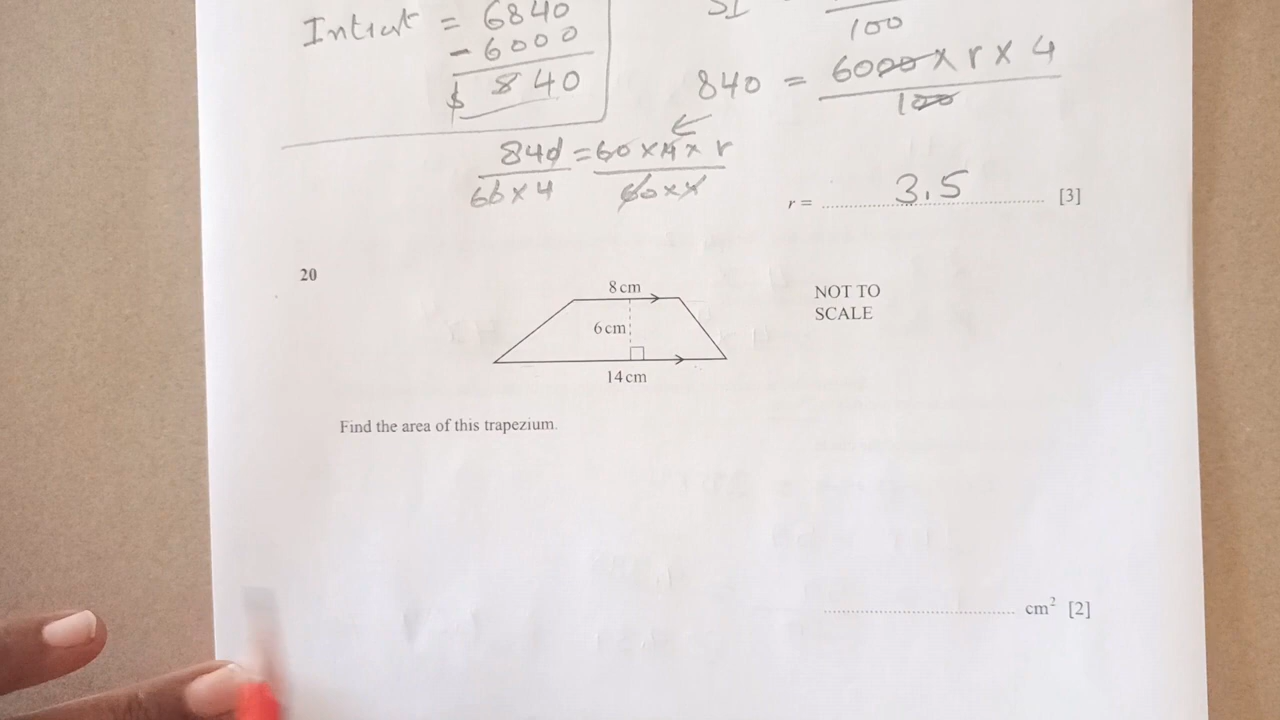 Intrest = 6840
- 6000
$ 840
SI
100
840 = 6000 × r × 4
100
840 = 60 × 4 × r
60 × 4 60 × 4
r = 3.5 [3]
20
8 cm
NOT TO
SCALE
6 cm
14 cm
Find the area of this trapezium.
cm² [2]